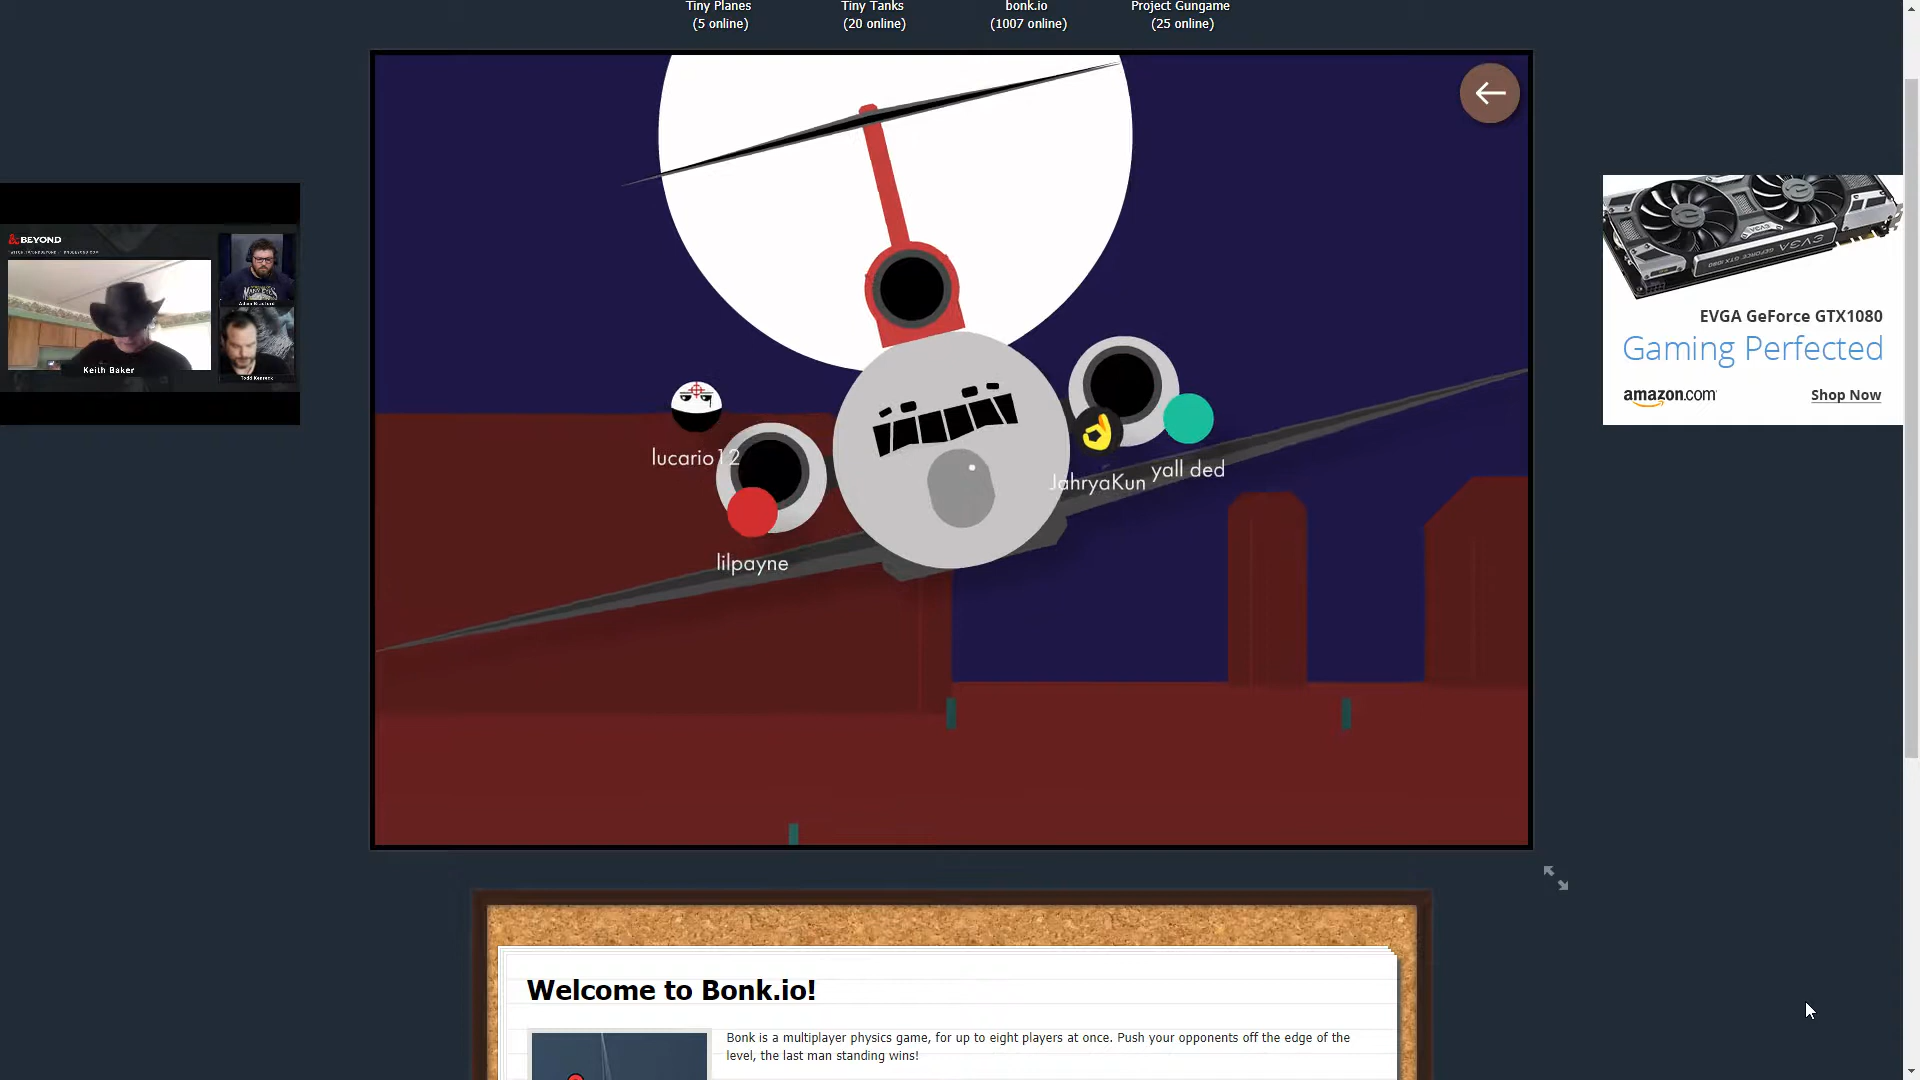 Tiny Planes
(5 online)
Tiny Tanks
(20 online)
bonk.io
(1007 online)
Project Gungame
(25 online)
BEYOND
Keith Baker
Todd Kenreck
lucario12
lilpayne
JahryaKun
yall ded
EVGA
EVGA GeForce GTX1080
Gaming Perfected
amazon.com
Shop Now
Welcome to Bonk.io!
Bonk is a multiplayer physics game, for up to eight players at once. Push your opponents off the edge of the
level, the last man standing wins!